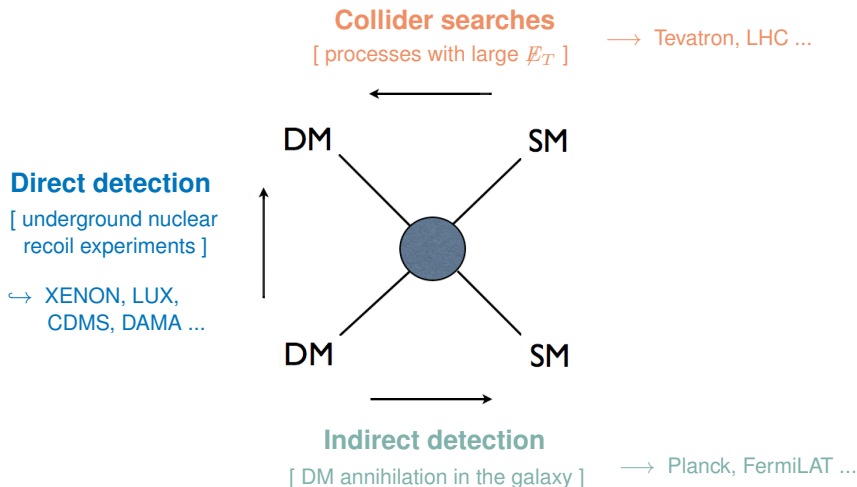 Collider searches
[ processes with large E̸_T ]
⟶ Tevatron, LHC ...
DM
SM
Direct detection
[ underground nuclear
recoil experiments ]
↪ XENON, LUX,
CDMS, DAMA ...
DM
SM
Indirect detection
[ DM annihilation in the galaxy ]
⟶ Planck, FermiLAT ...